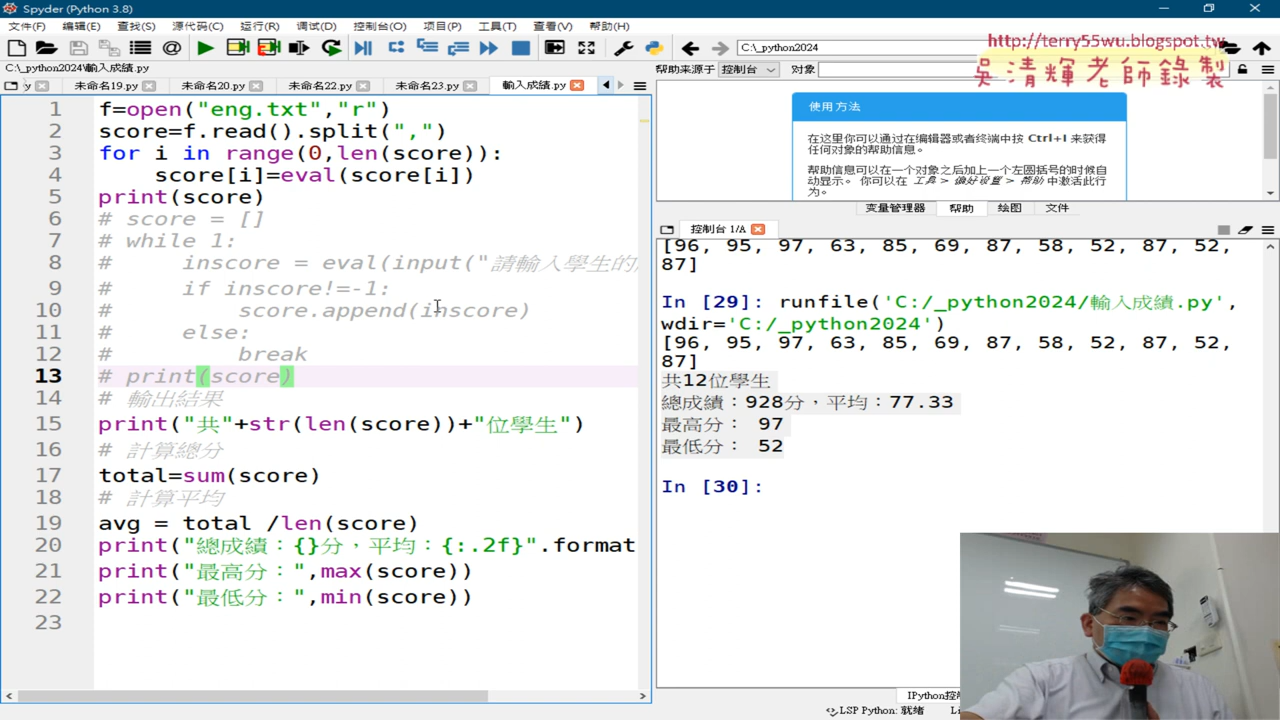 Spyder (Python 3.8)
文件(F) 编辑(E) 查找(S) 源代码(C) 运行(R) 调试(D) 控制台(O) 项目(P) 工具(T) 查看(V) 帮助(H)
C:\_python2024
http://terry55wu.blogspot.tw
吳清輝老師錄製
C:\_python2024\輸入成績.py
帮助来源于 控制台 对象
y 未命名19.py 未命名20.py 未命名22.py 未命名23.py 輸入成績.py
1 f=open("eng.txt","r")
2 score=f.read().split(",")
3 for i in range(0,len(score)):
4 score[i]=eval(score[i])
5 print(score)
6 # score = []
7 # while 1:
8 # inscore = eval(input("請輸入學生的
9 # if inscore!=-1:
10 # score.append(inscore)
11 # else:
12 # break
13 # print(score)
14 # 輸出結果
15 print("共"+str(len(score))+"位學生")
16 # 計算總分
17 total=sum(score)
18 # 計算平均
19 avg = total /len(score)
20 print("總成績：{}分，平均：{:.2f}".format
21 print("最高分：",max(score))
22 print("最低分：",min(score))
23
使用方法
在这里你可以通过在编辑器或者终端中按 Ctrl+I 来获得
任何对象的帮助信息。
帮助信息可以在一个对象之后加上一个左圆括号的时候自
动显示。 你可以在 工具 > 偏好设置 > 帮助 中激活此行
为。
变量管理器 帮助 绘图 文件
控制台 1/A
[96, 95, 97, 63, 85, 69, 87, 58, 52, 87, 52,
87]
In [29]: runfile('C:/_python2024/輸入成績.py',
wdir='C:/_python2024')
[96, 95, 97, 63, 85, 69, 87, 58, 52, 87, 52,
87]
共12位學生
總成績：928分，平均：77.33
最高分： 97
最低分： 52
In [30]:
IPython控
LSP Python: 就绪